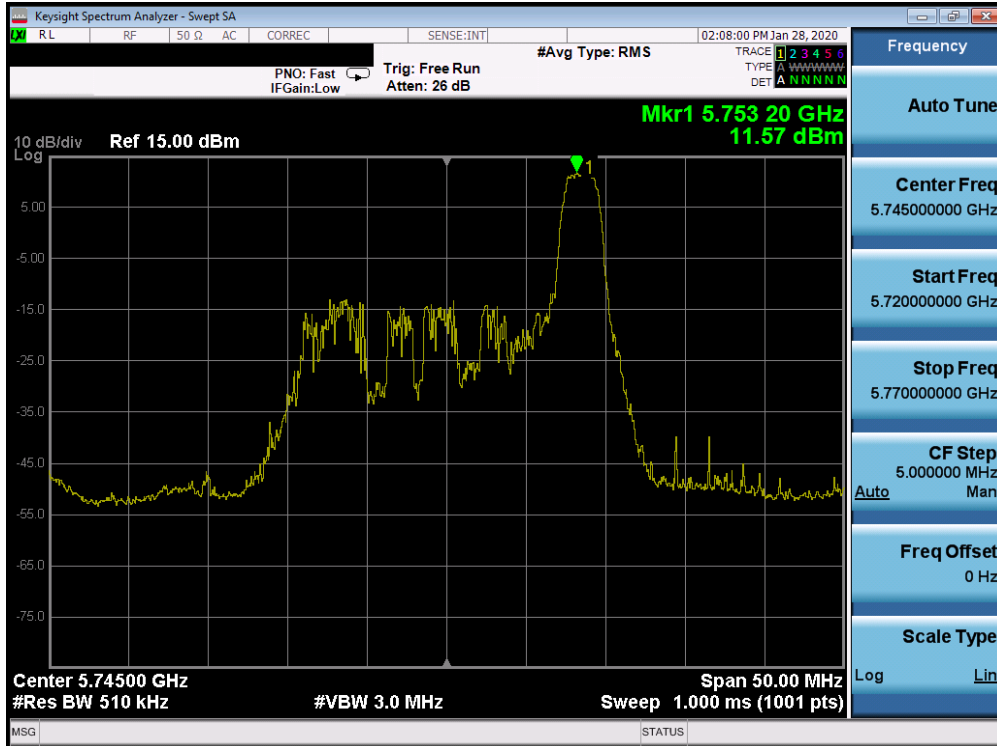 Keysight Spectrum Analyzer - Swept SA
LXI RL RF 50 Ω AC CORREC SENSE:INT 02:08:00 PM Jan 28, 2020
#Avg Type: RMS
TRACE 1 2 3 4 5 6
TYPE A WWWWW
DET A N N N N N
PNO: Fast
IFGain:Low
Trig: Free Run
Atten: 26 dB
Mkr1 5.753 20 GHz
11.57 dBm
10 dB/div Ref 15.00 dBm
Log
1
5.00
-5.00
-15.0
-25.0
-35.0
-45.0
-55.0
-65.0
-75.0
Center 5.74500 GHz
Span 50.00 MHz
#Res BW 510 kHz
#VBW 3.0 MHz
Sweep 1.000 ms (1001 pts)
MSG
STATUS
Frequency
Auto Tune
Center Freq
5.745000000 GHz
Start Freq
5.720000000 GHz
Stop Freq
5.770000000 GHz
CF Step
5.000000 MHz
Auto Man
Freq Offset
0 Hz
Scale Type
Log Lin